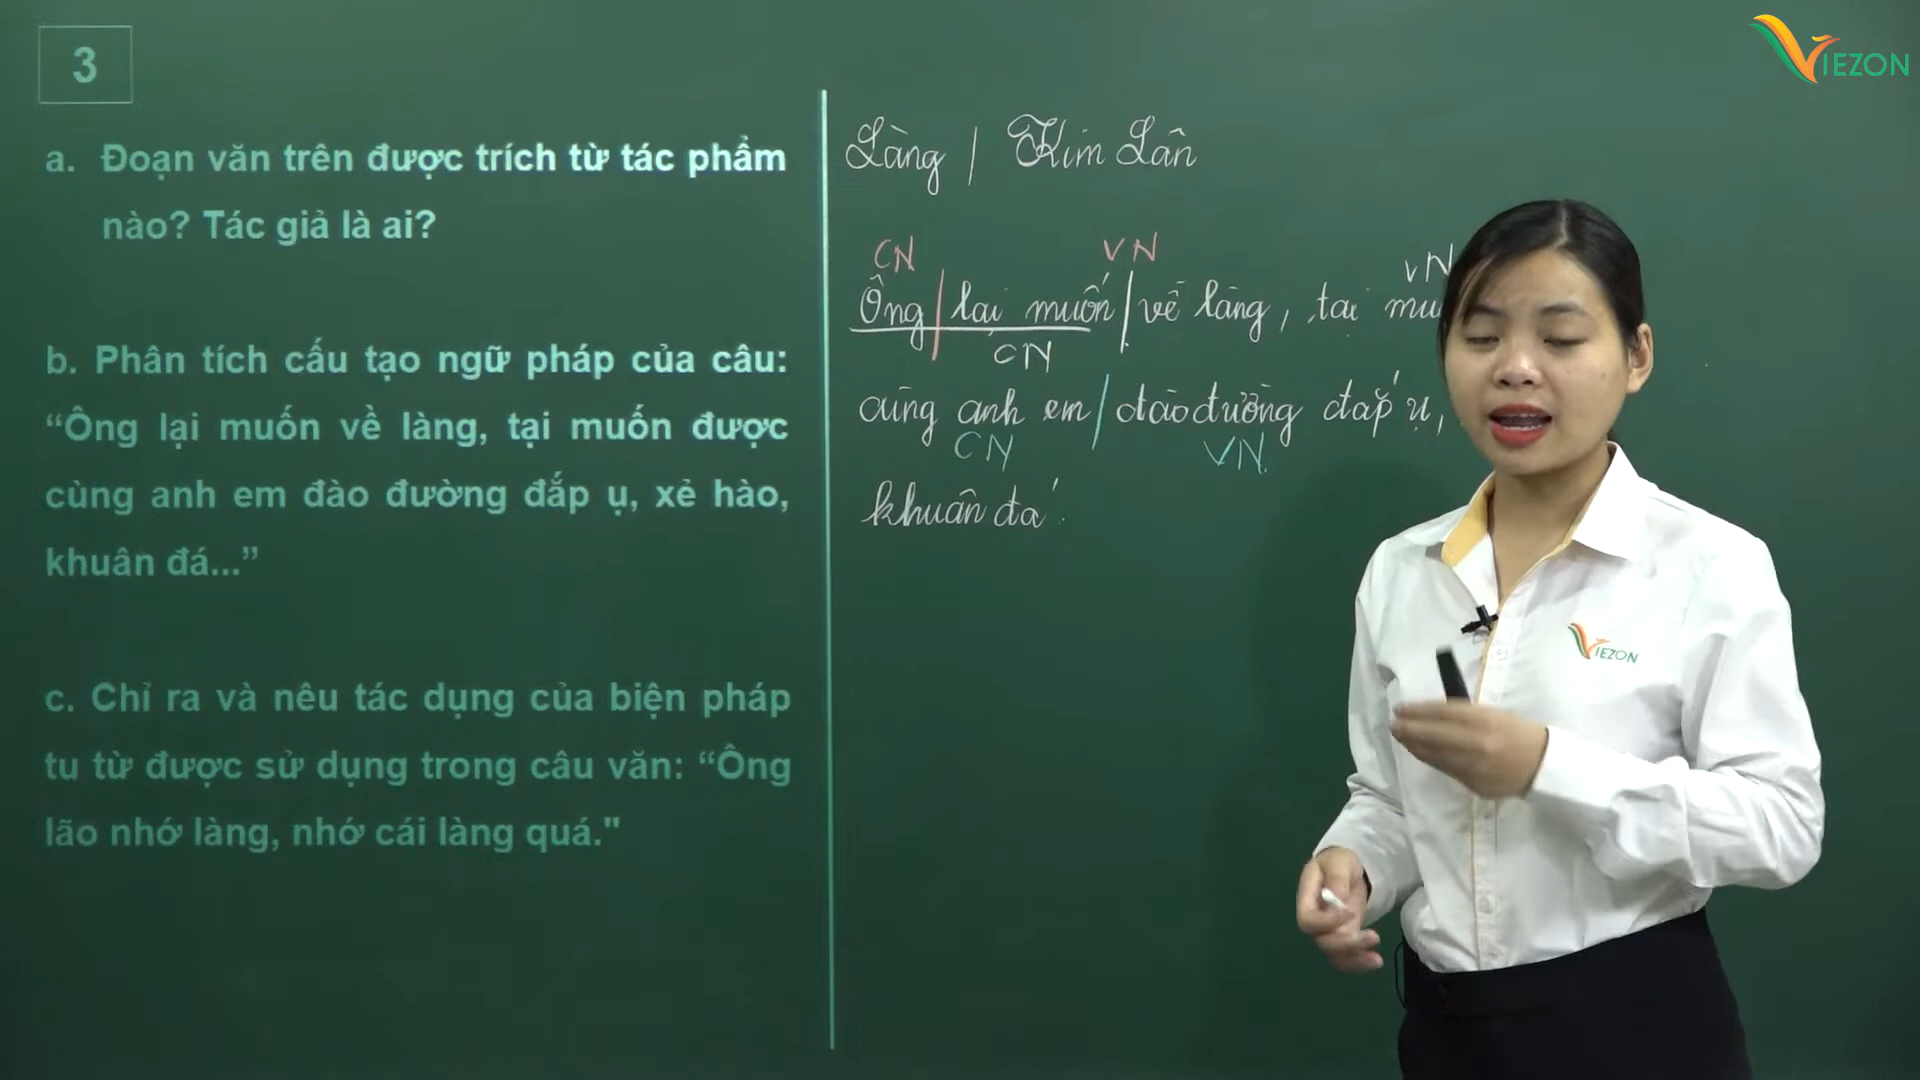 3
VIEZON
a. Đoạn văn trên được trích từ tác phẩm
nào? Tác giả là ai?
b. Phân tích cấu tạo ngữ pháp của câu:
“Ông lại muốn về làng, tại muốn được
cùng anh em đào đường đắp ụ, xẻ hào,
khuân đá...”
c. Chỉ ra và nêu tác dụng của biện pháp
tu từ được sử dụng trong câu văn: “Ông
lão nhớ làng, nhớ cái làng quá."
Làng / Kim Lân
CN VN VN
Ông / lại muốn / về làng, tại
CN
cùng anh em / đào đường đắp ụ,
CN VN
khuân đá
VIEZON